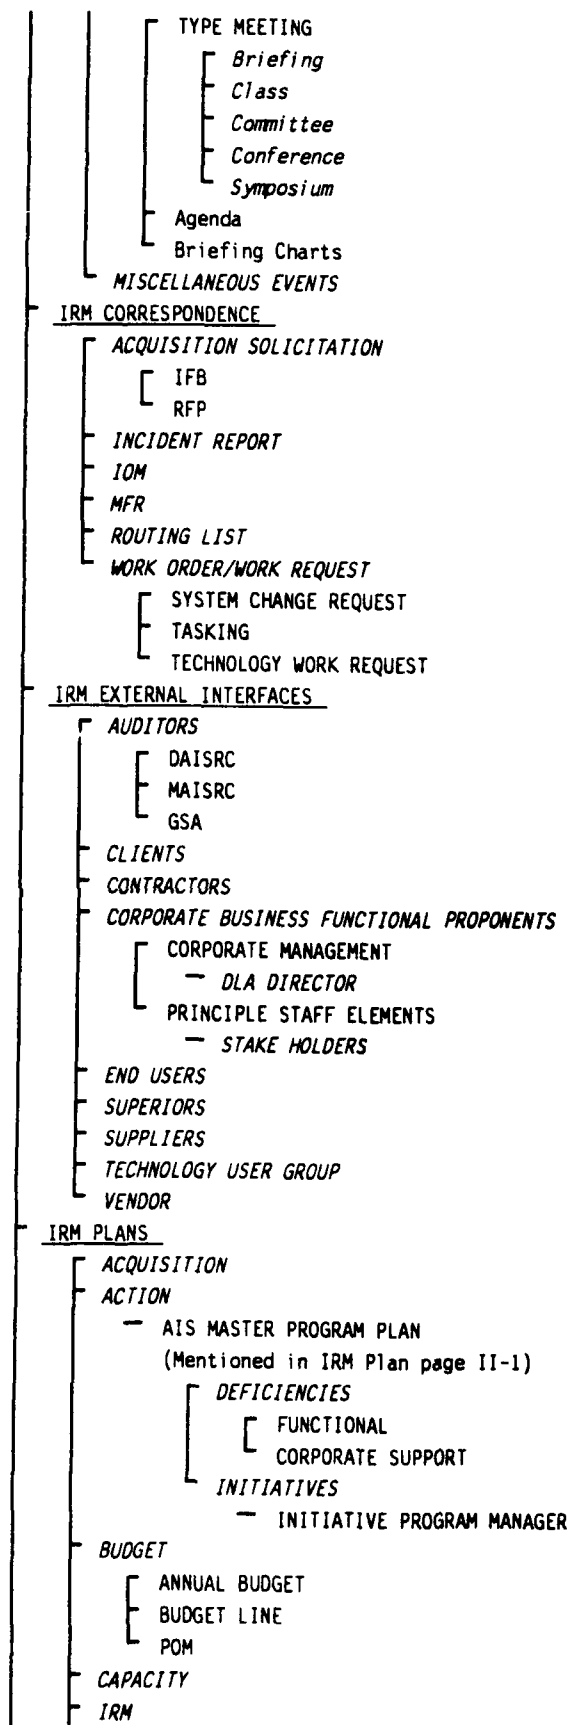 TYPE MEETING
Briefing
Class
Committee
Conference
Symposium
Agenda
Briefing Charts
MISCELLANEOUS EVENTS
IRM CORRESPONDENCE
ACQUISITION SOLICITATION
IFB
RFP
INCIDENT REPORT
IOM
MFR
ROUTING LIST
WORK ORDER/WORK REQUEST
SYSTEM CHANGE REQUEST
TASKING
TECHNOLOGY WORK REQUEST
IRM EXTERNAL INTERFACES
AUDITORS
DAISRC
MAISRC
GSA
CLIENTS
CONTRACTORS
CORPORATE BUSINESS FUNCTIONAL PROPONENTS
CORPORATE MANAGEMENT
DLA DIRECTOR
PRINCIPLE STAFF ELEMENTS
STAKE HOLDERS
END USERS
SUPERIORS
SUPPLIERS
TECHNOLOGY USER GROUP
VENDOR
IRM PLANS
ACQUISITION
ACTION
AIS MASTER PROGRAM PLAN
(Mentioned in IRM Plan page II-1)
DEFICIENCIES
FUNCTIONAL
CORPORATE SUPPORT
INITIATIVES
INITIATIVE PROGRAM MANAGER
BUDGET
ANNUAL BUDGET
BUDGET LINE
POM
CAPACITY
IRM